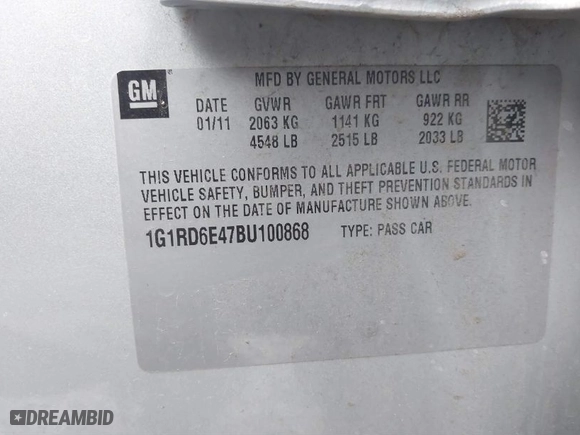 GM
MFD BY GENERAL MOTORS LLC
DATE GVWR GAWR FRT GAWR RR
01/11 2063 KG 1141 KG 922 KG
4548 LB 2515 LB 2033 LB
THIS VEHICLE CONFORMS TO ALL APPLICABLE U.S. FEDERAL MOTOR
VEHICLE SAFETY, BUMPER, AND THEFT PREVENTION STANDARDS IN
EFFECT ON THE DATE OF MANUFACTURE SHOWN ABOVE.
1G1RD6E47BU100868 TYPE: PASS CAR
DREAMBID